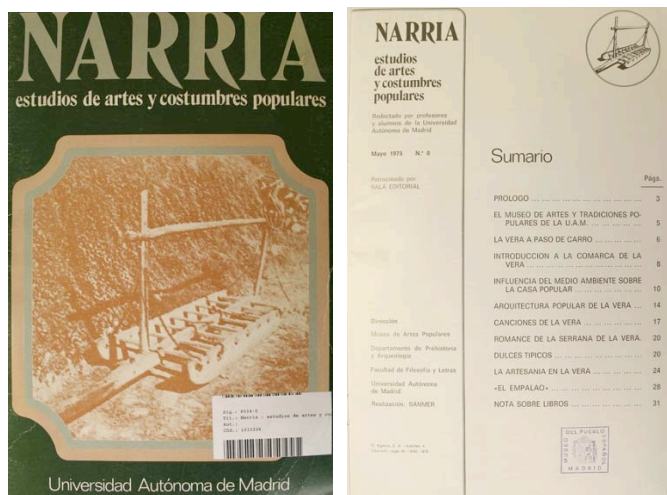 NARRIA
estudios de artes y costumbres populares
Universidad Autónoma de Madrid
NARRIA
estudios
de artes
y costumbres
populares
Redactado por profesores
y alumnos de la Universidad
Autónoma de Madrid
Mayo 1975 N.º 0
Patrocinado por:
SALA EDITORIAL
Dirección
Museo de Artes Populares
Departamento de Prehistoria
y Arqueología
Facultad de Filosofía y Letras
Universidad Autónoma
de Madrid
Realización: SANMER
Sumario
Págs.
PROLOGO ... 3
EL MUSEO DE ARTES Y TRADICIONES PO-
PULARES DE LA U.A.M. ... 5
LA VERA A PASO DE CARRO ... 6
INTRODUCCION A LA COMARCA DE LA
VERA ... 8
INFLUENCIA DEL MEDIO AMBIENTE SOBRE
LA CASA POPULAR ... 10
ARQUITECTURA POPULAR DE LA VERA ... 14
CANCIONES DE LA VERA ... 17
ROMANCE DE LA SERRANA DE LA VERA. 20
DULCES TIPICOS ... 20
LA ARTESANIA EN LA VERA ... 24
«EL EMPALAO» ... 28
NOTA SOBRE LIBROS ... 31
MUSEO DEL PUEBLO ESPAÑOL
MADRID